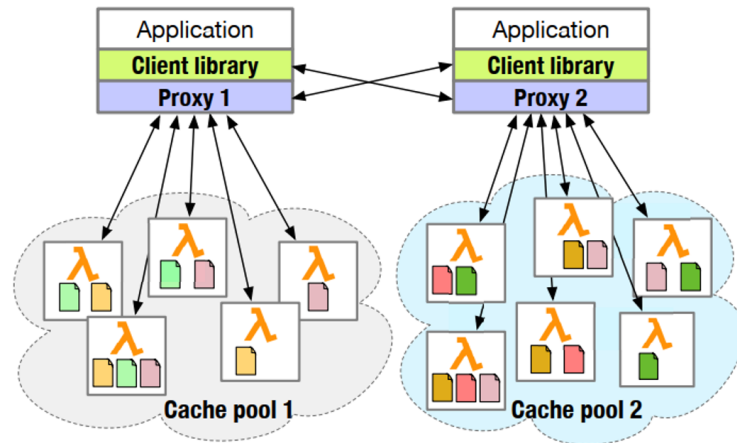 Application
Client library
Proxy 1
Application
Client library
Proxy 2
λ
λ
λ
λ
λ
Cache pool 1
λ
λ
λ
λ
λ
λ
Cache pool 2